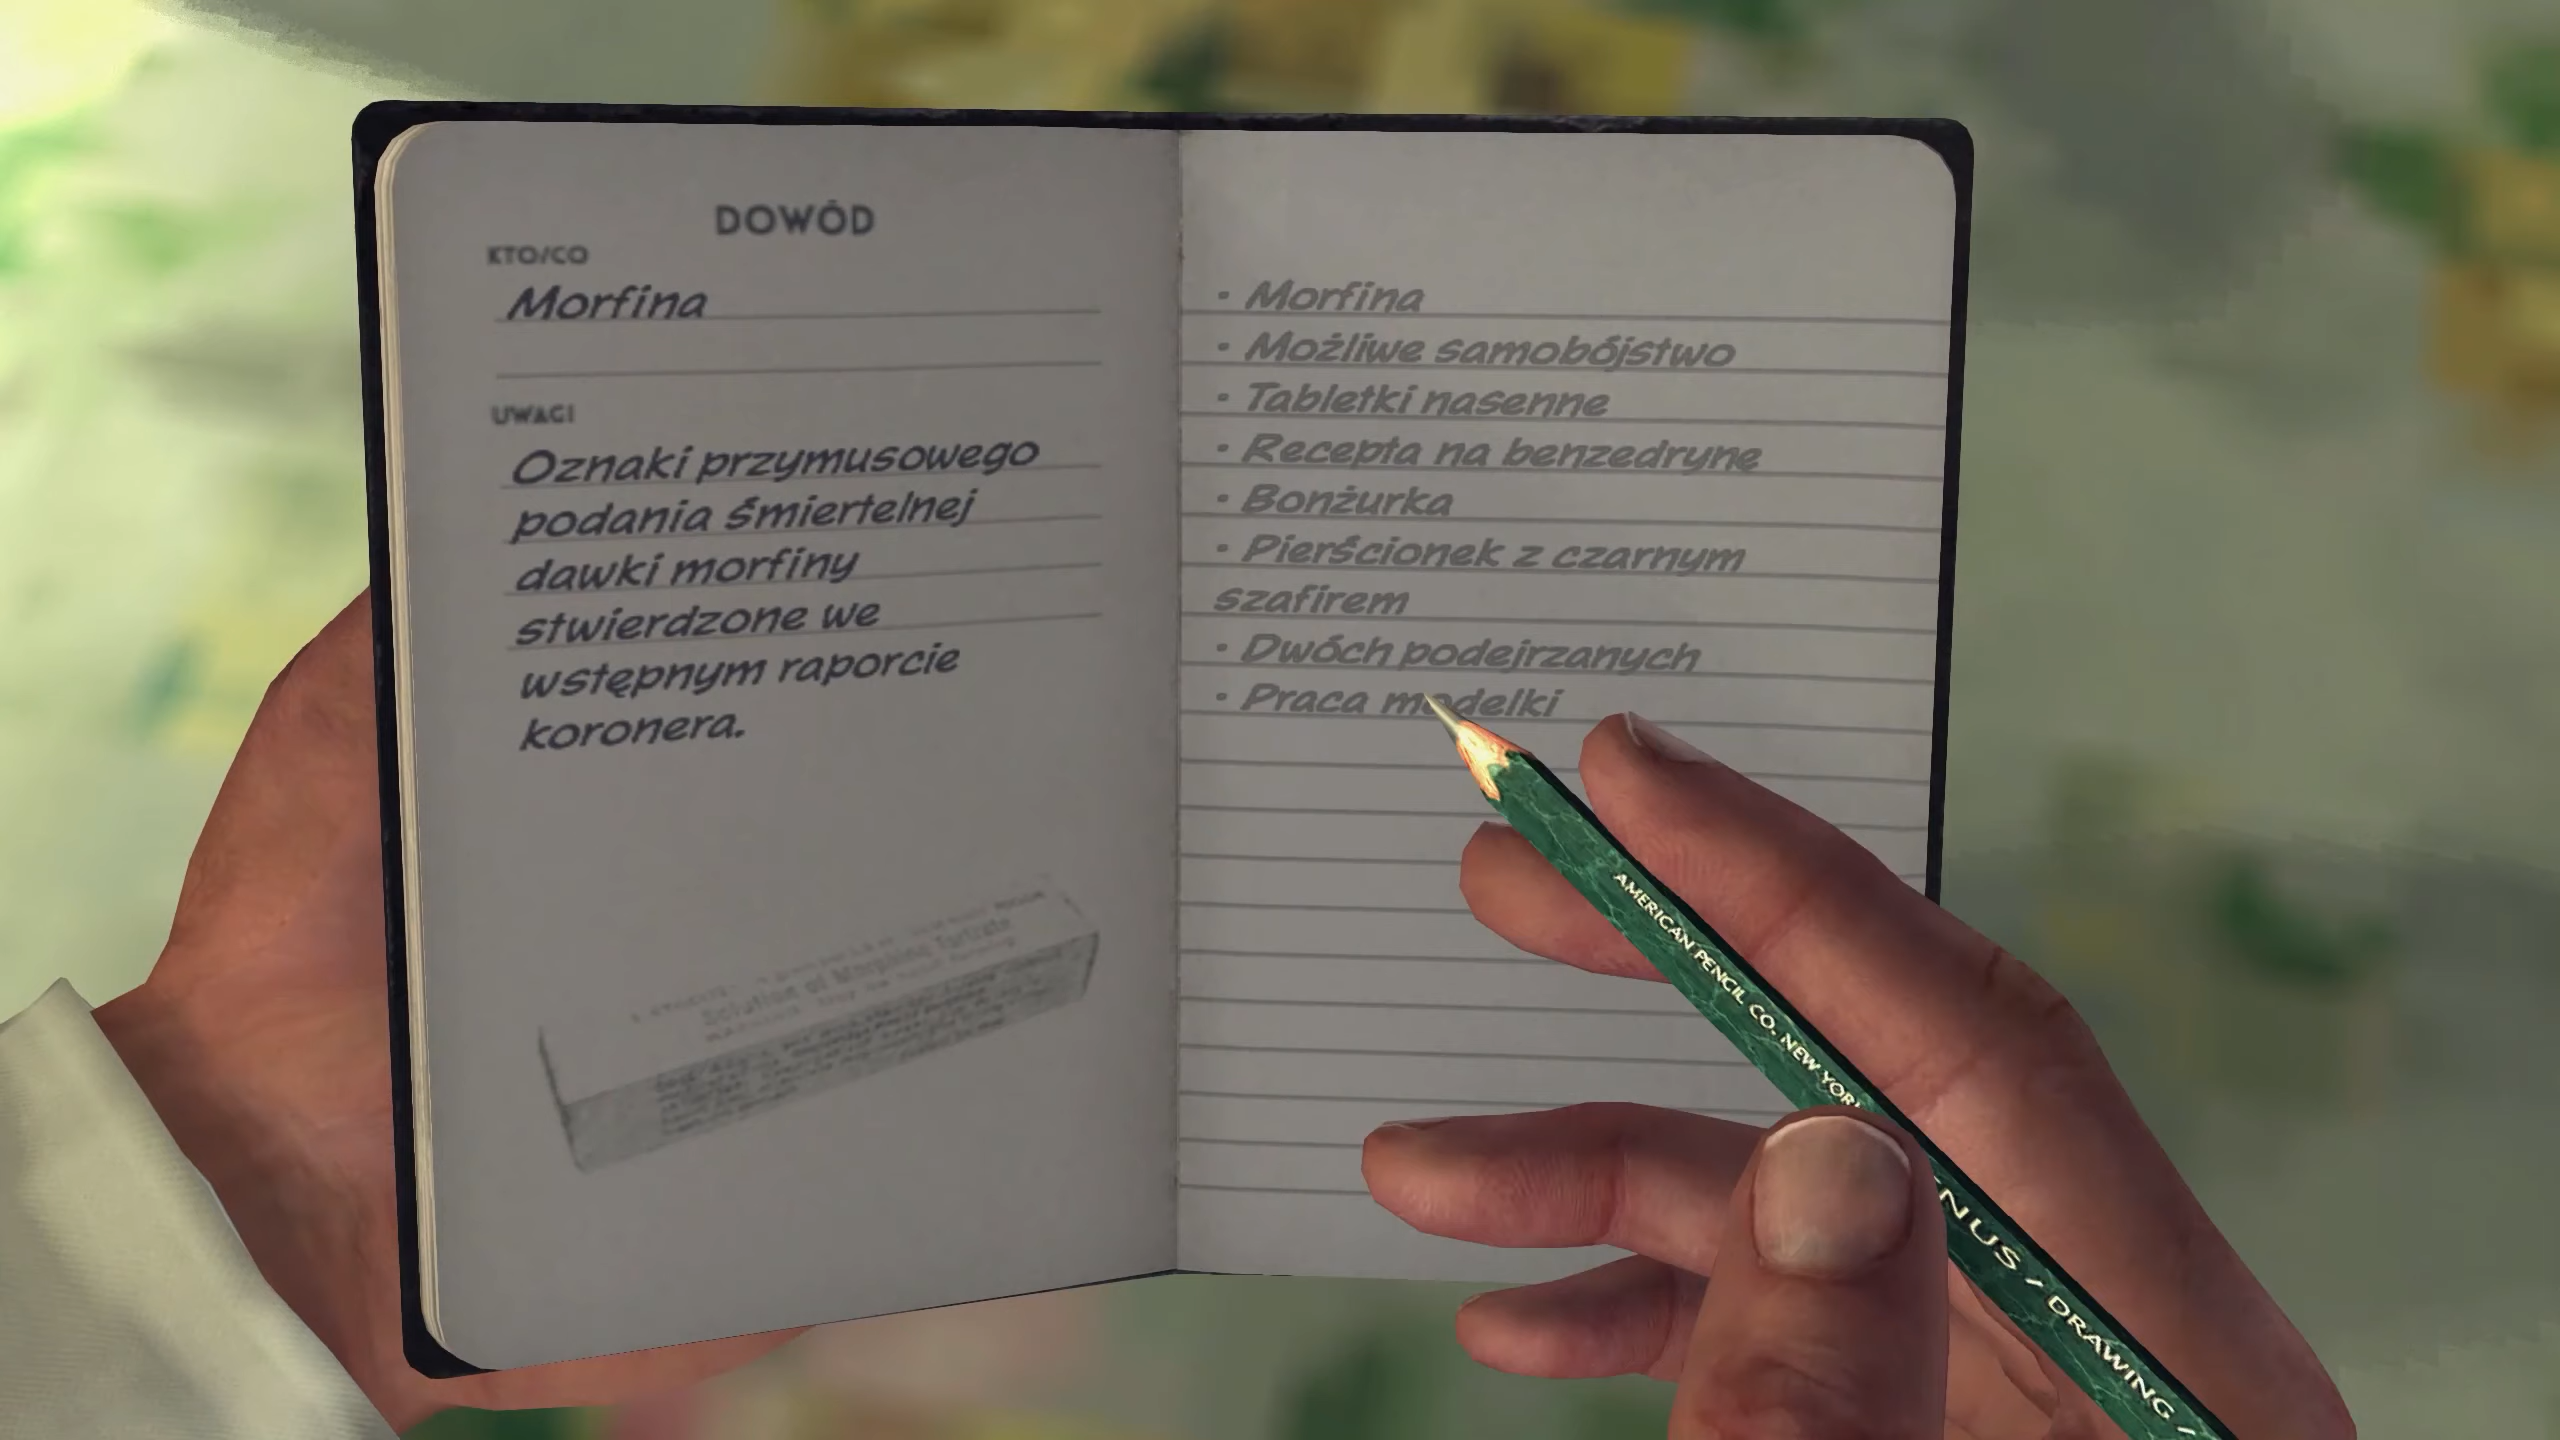 DOWÓD
KTO/CO
Morfina
UWAGI
Oznaki przymusowego
podania śmiertelnej
dawki morfiny
stwierdzone we
wstępnym raporcie
koronera.
Solution of Morphine Tartrate
• Morfina
• Możliwe samobójstwo
• Tabletki nasenne
• Recepta na benzedrynę
• Bonżurka
• Pierścionek z czarnym
szafirem
• Dwóch podejrzanych
• Praca modelki
AMERICAN PENCIL CO. NEW YORK
NUS / DRAWING /